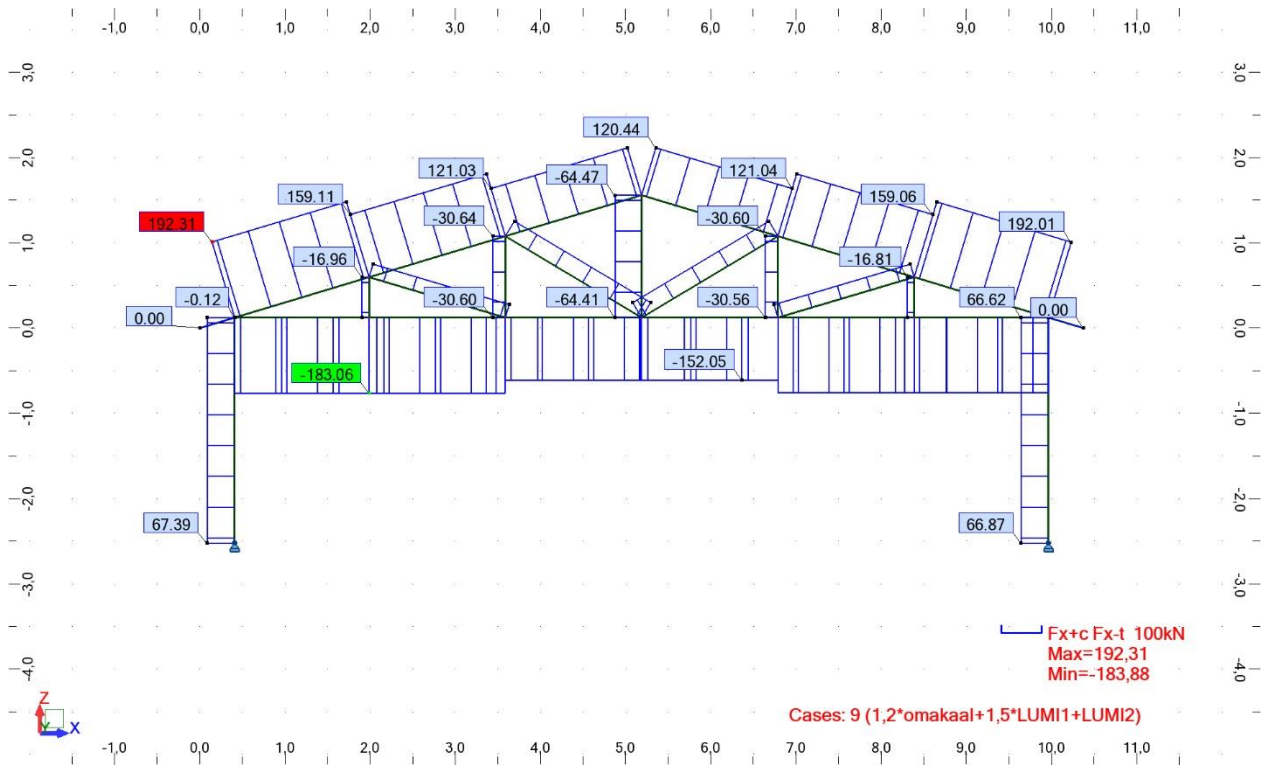 -1,0 0,0 1,0 2,0 3,0 4,0 5,0 6,0 7,0 8,0 9,0 10,0 11,0
3,0 3,0
120.44
2,0 2,0
121.03 -64.47 121.04
159.11 159.06
192.31 -30.64 -30.60 192.01
1,0 1,0
-16.96 -16.81
-0.12 -30.60 -64.41 -30.56 66.62
0.00 0.00
0,0 0,0
-152.05
-183.06
-1,0 -1,0
-2,0 -2,0
67.39 66.87
-3,0 -3,0
Fx+c Fx-t 100kN
Max=192,31
Min=-183,88
-4,0 -4,0
Z
Y X
Cases: 9 (1,2*omakaal+1,5*LUMI1+LUMI2)
-1,0 0,0 1,0 2,0 3,0 4,0 5,0 6,0 7,0 8,0 9,0 10,0 11,0